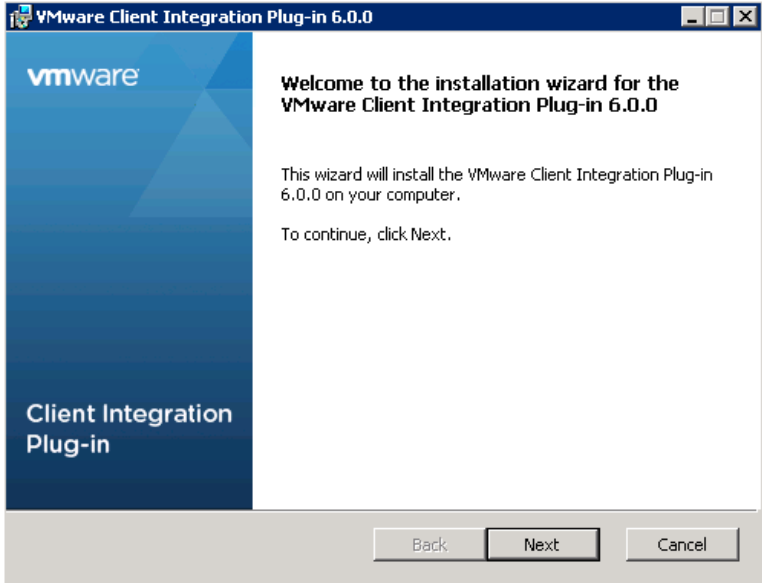 VMware Client Integration Plug-in 6.0.0
vmware
Welcome to the installation wizard for the
VMware Client Integration Plug-in 6.0.0
This wizard will install the VMware Client Integration Plug-in
6.0.0 on your computer.
To continue, click Next.
Client Integration
Plug-in
Back
Next
Cancel